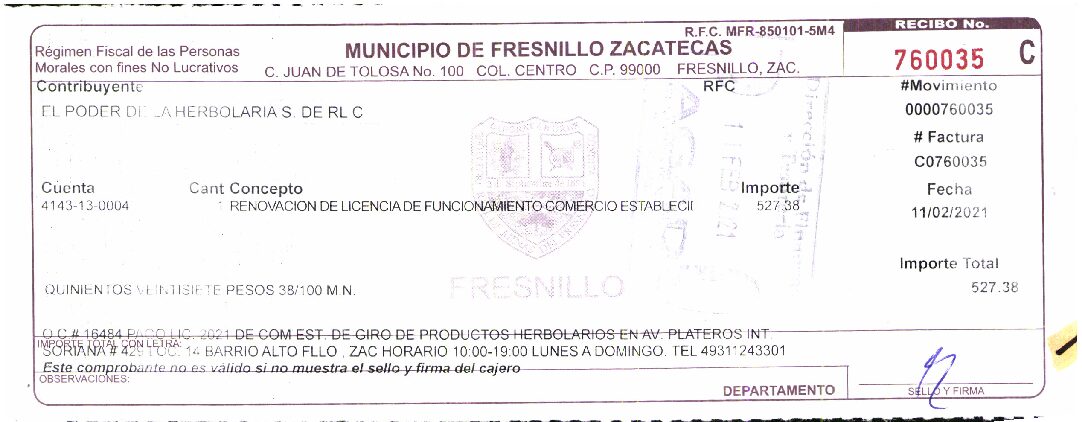 RECIBO No.
R.F.C. MFR-850101-5M4
Régimen Fiscal de las Personas
Morales con fines No Lucrativos
MUNICIPIO DE FRESNILLO ZACATECAS
C. JUAN DE TOLOSA No. 100 COL. CENTRO C.P. 99000 FRESNILLO, ZAC.
760035 C
Contribuyente
RFC
#Movimiento
EL PODER DE LA HERBOLARIA S. DE RL C
0000760035
# Factura
C0760035
Cuenta
Cant Concepto
Importe
Fecha
4143-13-0004
1 RENOVACION DE LICENCIA DE FUNCIONAMIENTO COMERCIO ESTABLECI
527.38
11/02/2021
Importe Total
527.38
FRESNILLO
QUINIENTOS VEINTISIETE PESOS 38/100 M.N.
O.C # 16484 PAGO LIC. 2021 DE COM EST. DE GIRO DE PRODUCTOS HERBOLARIOS EN AV. PLATEROS INT.
IMPORTE TOTAL CON LETRA:
SORIANA # 429 LOC. 14 BARRIO ALTO FLLO , ZAC HORARIO 10:00-19:00 LUNES A DOMINGO. TEL 49311243301
Este comprobante no es válido si no muestra el sello y firma del cajero
OBSERVACIONES:
DEPARTAMENTO
SELLO Y FIRMA